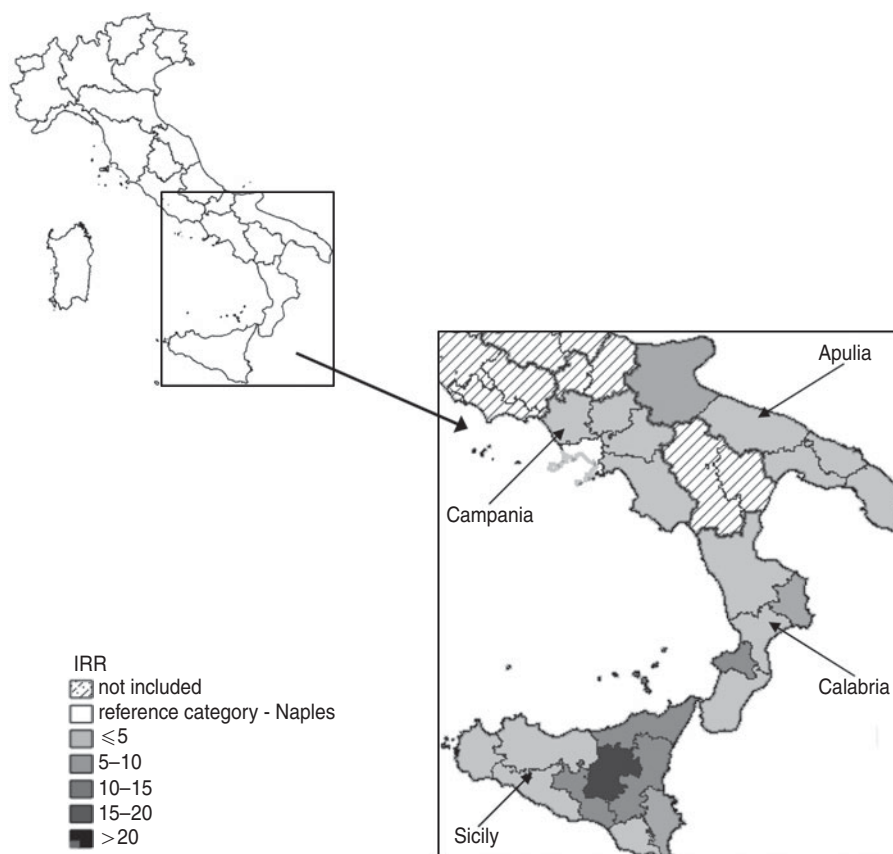 Apulia
Campania
Calabria
Sicily
IRR
not included
reference category - Naples
⩽5
5–10
10–15
15–20
>20